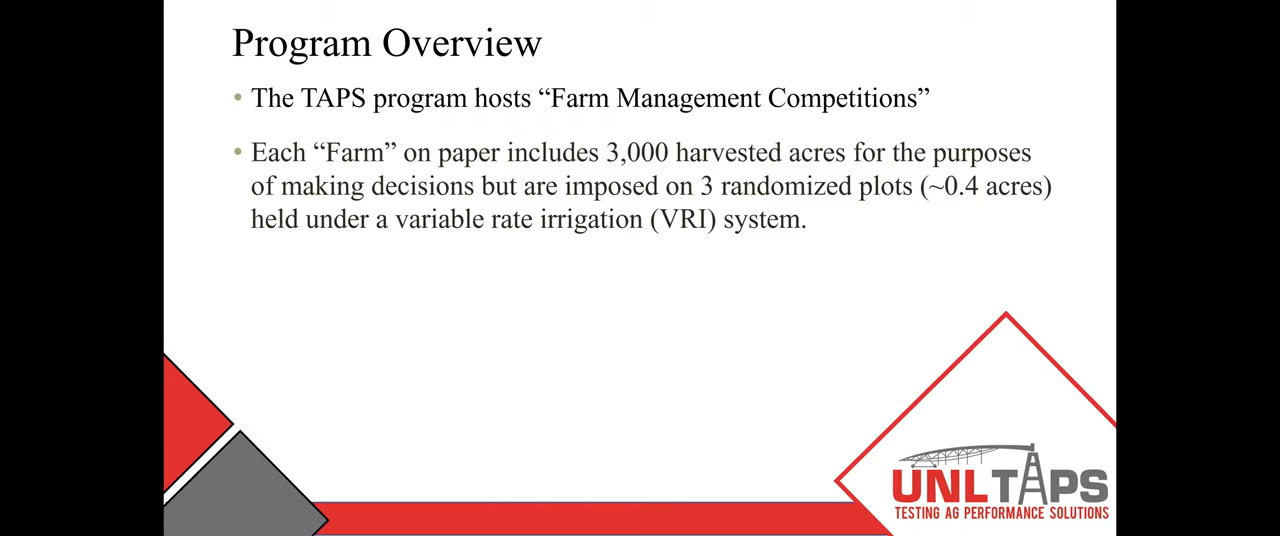 Program Overview
• The TAPS program hosts “Farm Management Competitions”
• Each “Farm” on paper includes 3,000 harvested acres for the purposes
of making decisions but are imposed on 3 randomized plots (~0.4 acres)
held under a variable rate irrigation (VRI) system.
UNLTAPS
TESTING AG PERFORMANCE SOLUTIONS